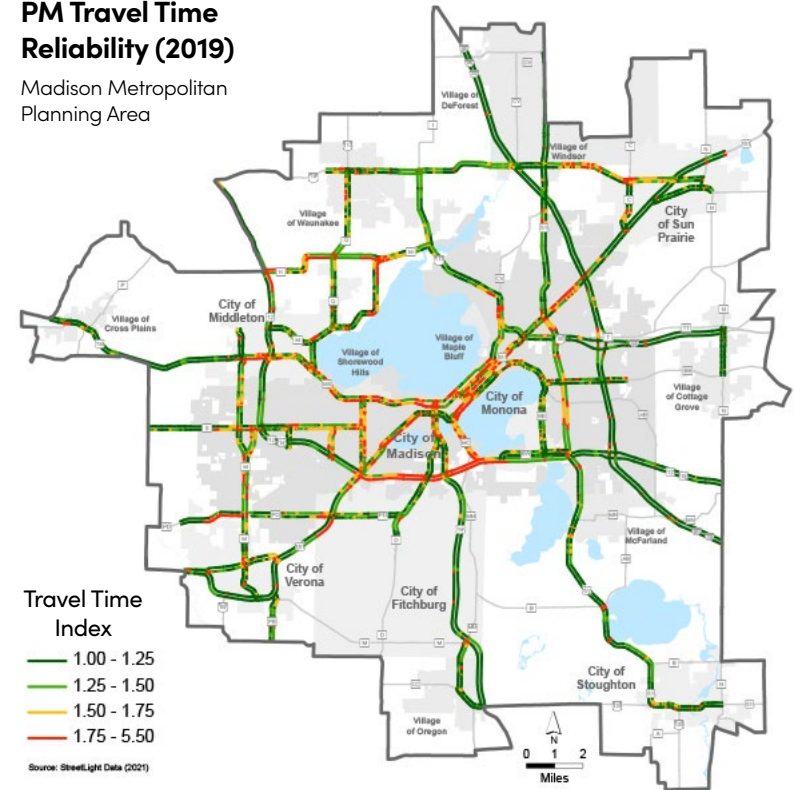 PM Travel Time
Reliability (2019)
Madison Metropolitan
Planning Area
Village of
DeForest
Village of
Windsor
Village
of Waunakee
City
of Sun
Prairie
Village of
Cross Plains
City of
Middleton
Village of
Shorewood
Hills
Village of
Maple
Bluff
City of
Monona
Village
of Cottage
Grove
City of
Madison
Village of
McFarland
City of
Verona
City of
Fitchburg
City of
Stoughton
Village
of Oregon
Travel Time
Index
1.00 - 1.25
1.25 - 1.50
1.50 - 1.75
1.75 - 5.50
Source: StreetLight Data (2021)
N
0 1 2
Miles